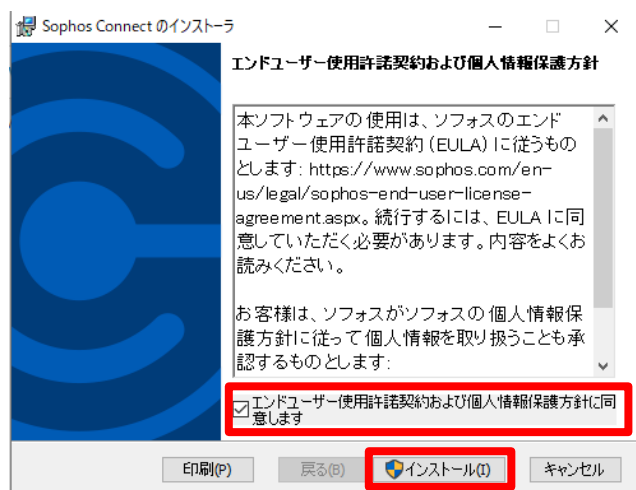 Sophos Connect のインストーラ
エンドユーザー使用許諾契約および個人情報保護方針
本ソフトウェアの使用は、ソフォスのエンド
ユーザー使用許諾契約 (EULA) に従うもの
とします: https://www.sophos.com/en-
us/legal/sophos-end-user-license-
agreement.aspx。続行するには、EULA に同
意していただく必要があります。内容をよくお
読みください。
お客様は、ソフォスがソフォスの個人情報保
護方針に従って個人情報を取り扱うことも承
認するものとします:
エンドユーザー使用許諾契約および個人情報保護方針に同
意します
印刷(P) 戻る(B) インストール(I) キャンセル